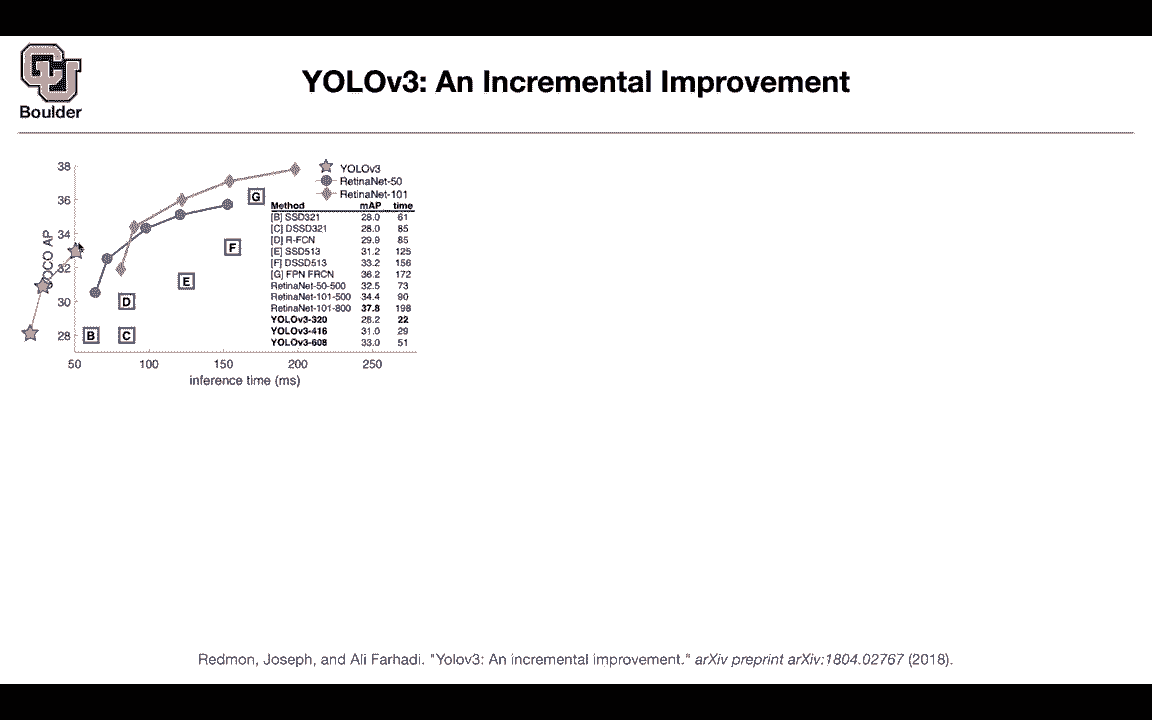 CU
Boulder
YOLOv3: An Incremental Improvement
38
36
34
32
30
28
COCO AP
50 100 150 200 250
inference time (ms)
B
C
D
E
F
G
YOLOv3
RetinaNet-50
RetinaNet-101
Method mAP time
[B] SSD321 28.0 61
[C] DSSD321 28.0 85
[D] R-FCN 29.9 85
[E] SSD513 31.2 125
[F] DSSD513 33.2 156
[G] FPN FRCN 36.2 172
RetinaNet-50-500 32.5 73
RetinaNet-101-500 34.4 90
RetinaNet-101-800 37.8 198
YOLOv3-320 28.2 22
YOLOv3-416 31.0 29
YOLOv3-608 33.0 51
Redmon, Joseph, and Ali Farhadi. "Yolov3: An incremental improvement." arXiv preprint arXiv:1804.02767 (2018).